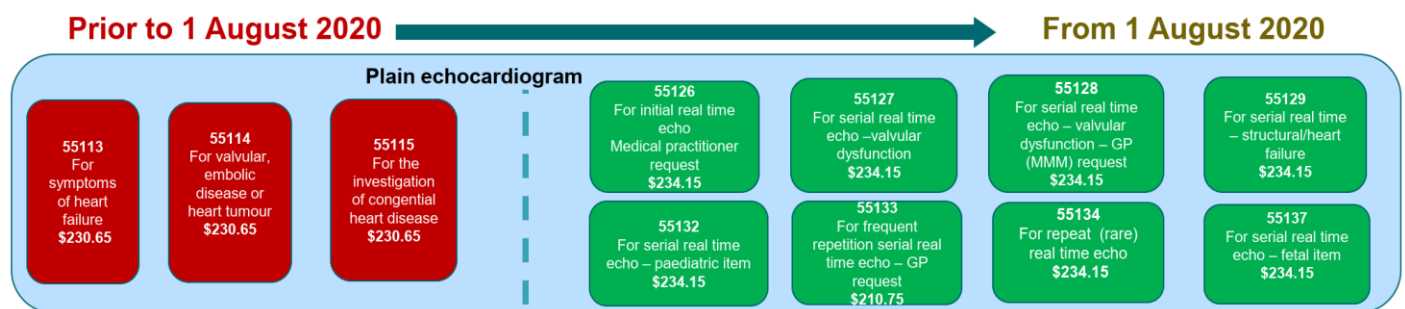 Prior to 1 August 2020
From 1 August 2020
Plain echocardiogram
55113
For
symptoms
of heart
failure
$230.65
55114
For valvular,
embolic
disease or
heart tumour
$230.65
55115
For the
investigation
of congential
heart disease
$230.65
55126
For initial real time
echo
Medical practitioner
request
$234.15
55127
For serial real time
echo –valvular
dysfunction
$234.15
55128
For serial real time
echo – valvular
dysfunction – GP
(MMM) request
$234.15
55129
For serial real time
– structural/heart
failure
$234.15
55132
For serial real time
echo – paediatric item
$234.15
55133
For frequent
repetition serial real
time echo – GP
request
$210.75
55134
For repeat (rare)
real time echo
$234.15
55137
For serial real time
echo – fetal item
$234.15